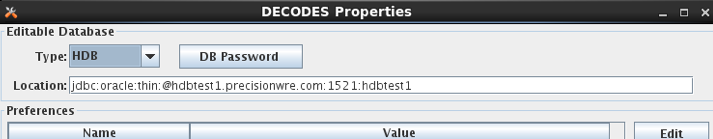 DECODES Properties
Editable Database
Type: HDB DB Password
Location: jdbc:oracle:thin:@hdbtest1.precisionwre.com:1521:hdbtest1
Preferences
Name Value Edit